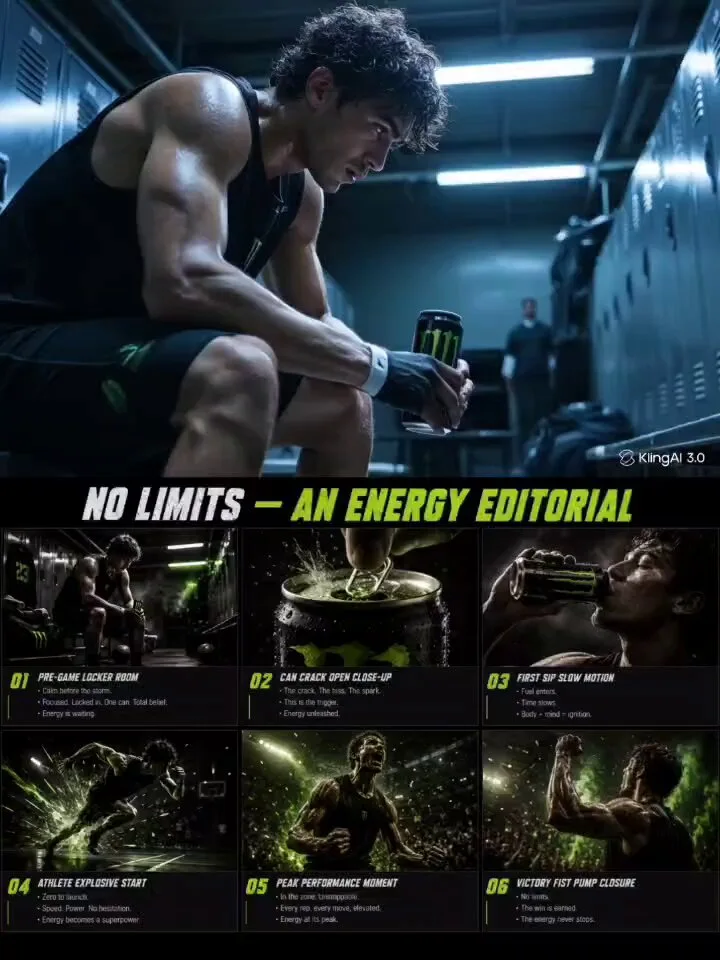 KlingAI 3.0
NO LIMITS — AN ENERGY EDITORIAL
23
01 PRE-GAME LOCKER ROOM
• Calm before the storm.
• Focused. Locked in. One can. Total belief.
• Energy is waiting.
02 CAN CRACK OPEN CLOSE-UP
• The crack. The hiss. The spark.
• This is the trigger.
• Energy unleashed.
03 FIRST SIP SLOW MOTION
• Fuel enters.
• Time slows.
• Body + mind = ignition.
04 ATHLETE EXPLOSIVE START
• Zero to launch.
• Speed. Power. No hesitation.
• Energy becomes a superpower.
05 PEAK PERFORMANCE MOMENT
• In the zone. Unstoppable.
• Every rep, every move, elevated.
• Energy at its peak.
06 VICTORY FIST PUMP CLOSURE
• No limits.
• The win is earned.
• The energy never stops.